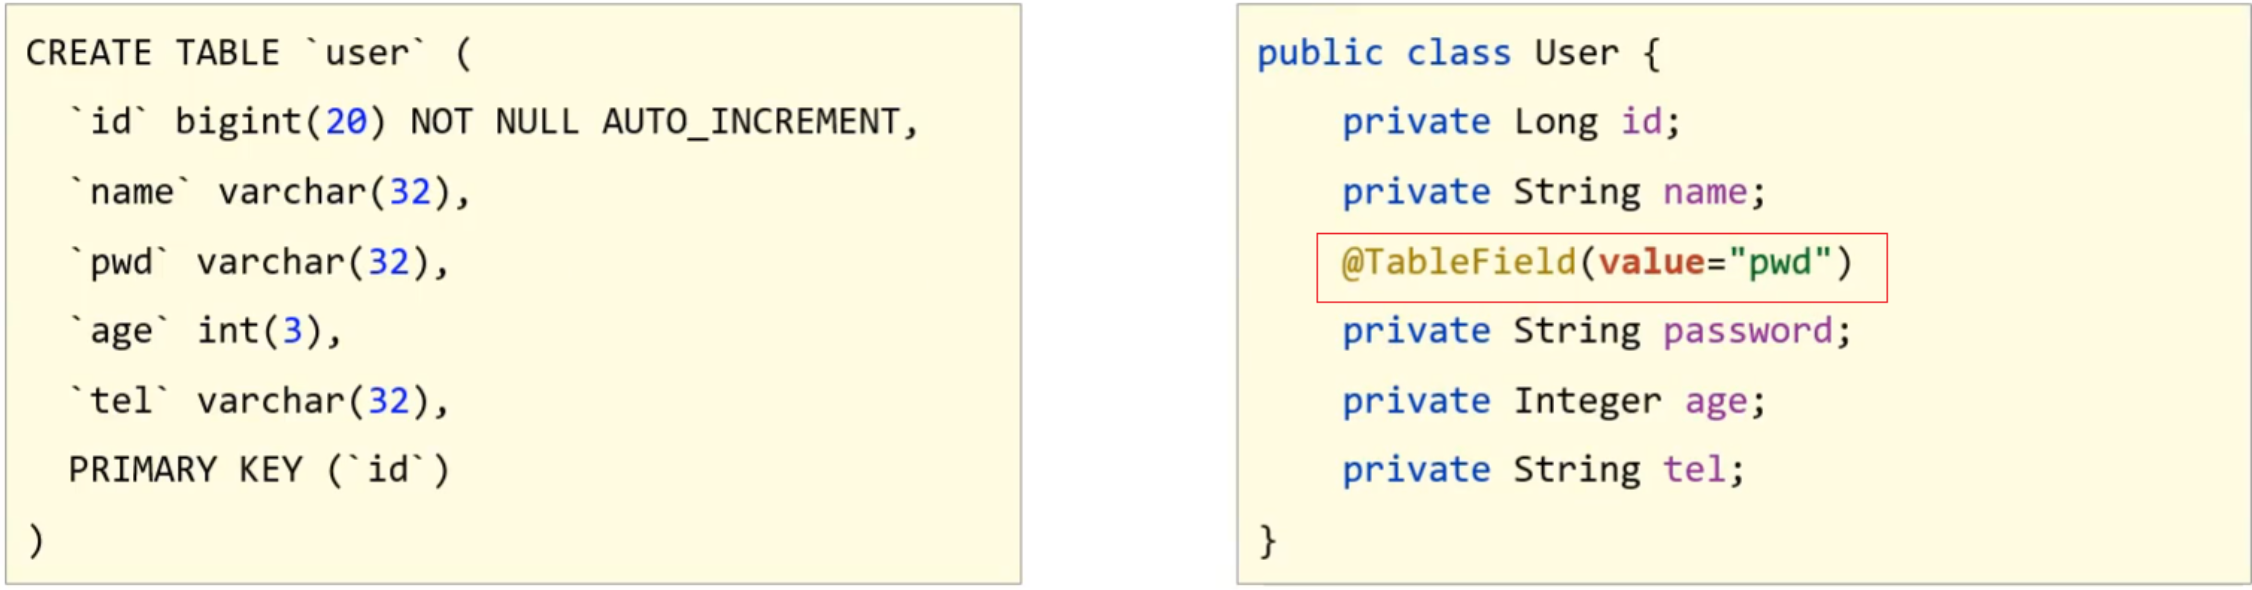 CREATE TABLE `user` (
  `id` bigint(20) NOT NULL AUTO_INCREMENT,
  `name` varchar(32),
  `pwd` varchar(32),
  `age` int(3),
  `tel` varchar(32),
  PRIMARY KEY (`id`)
)
public class User {
    private Long id;
    private String name;
    @TableField(value="pwd")
    private String password;
    private Integer age;
    private String tel;
}